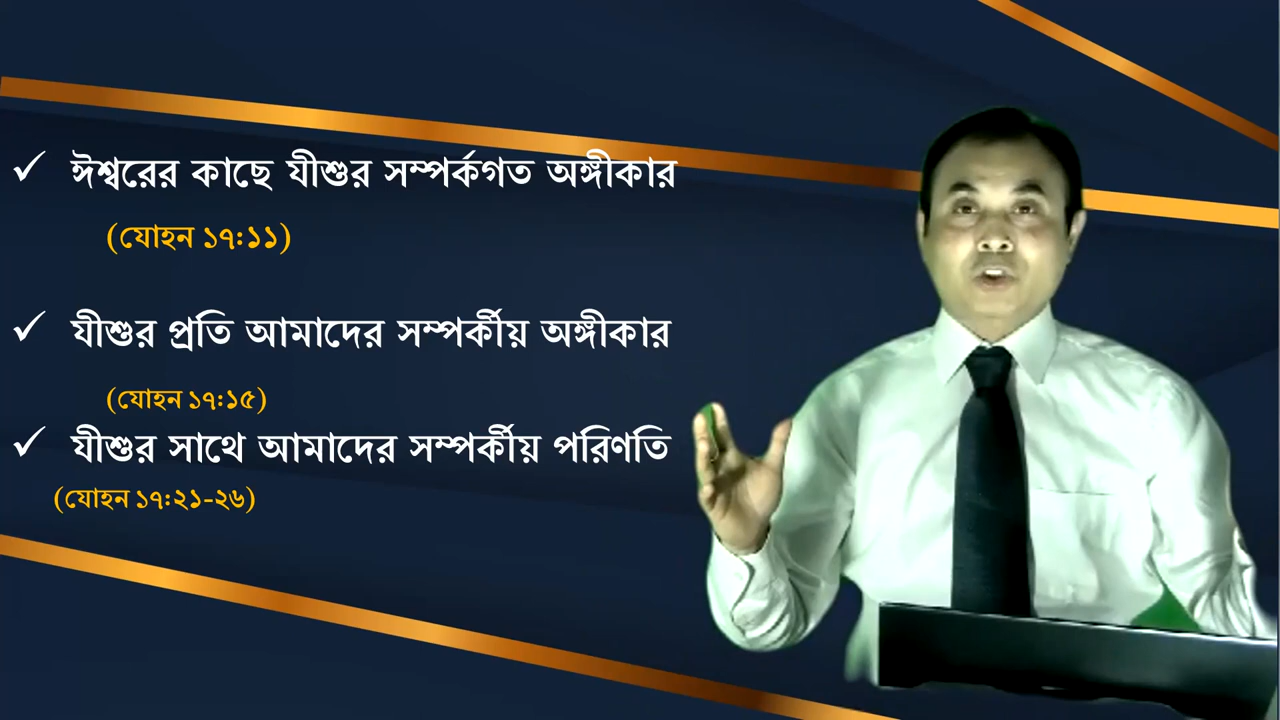 ✓ ঈশ্বরের কাছে যীশুর সম্পর্কগত অঙ্গীকার
(যোহন ১৭:১১)
✓ যীশুর প্রতি আমাদের সম্পর্কীয় অঙ্গীকার
(যোহন ১৭:১৫)
✓ যীশুর সাথে আমাদের সম্পর্কীয় পরিণতি
(যোহন ১৭:২১-২৬)